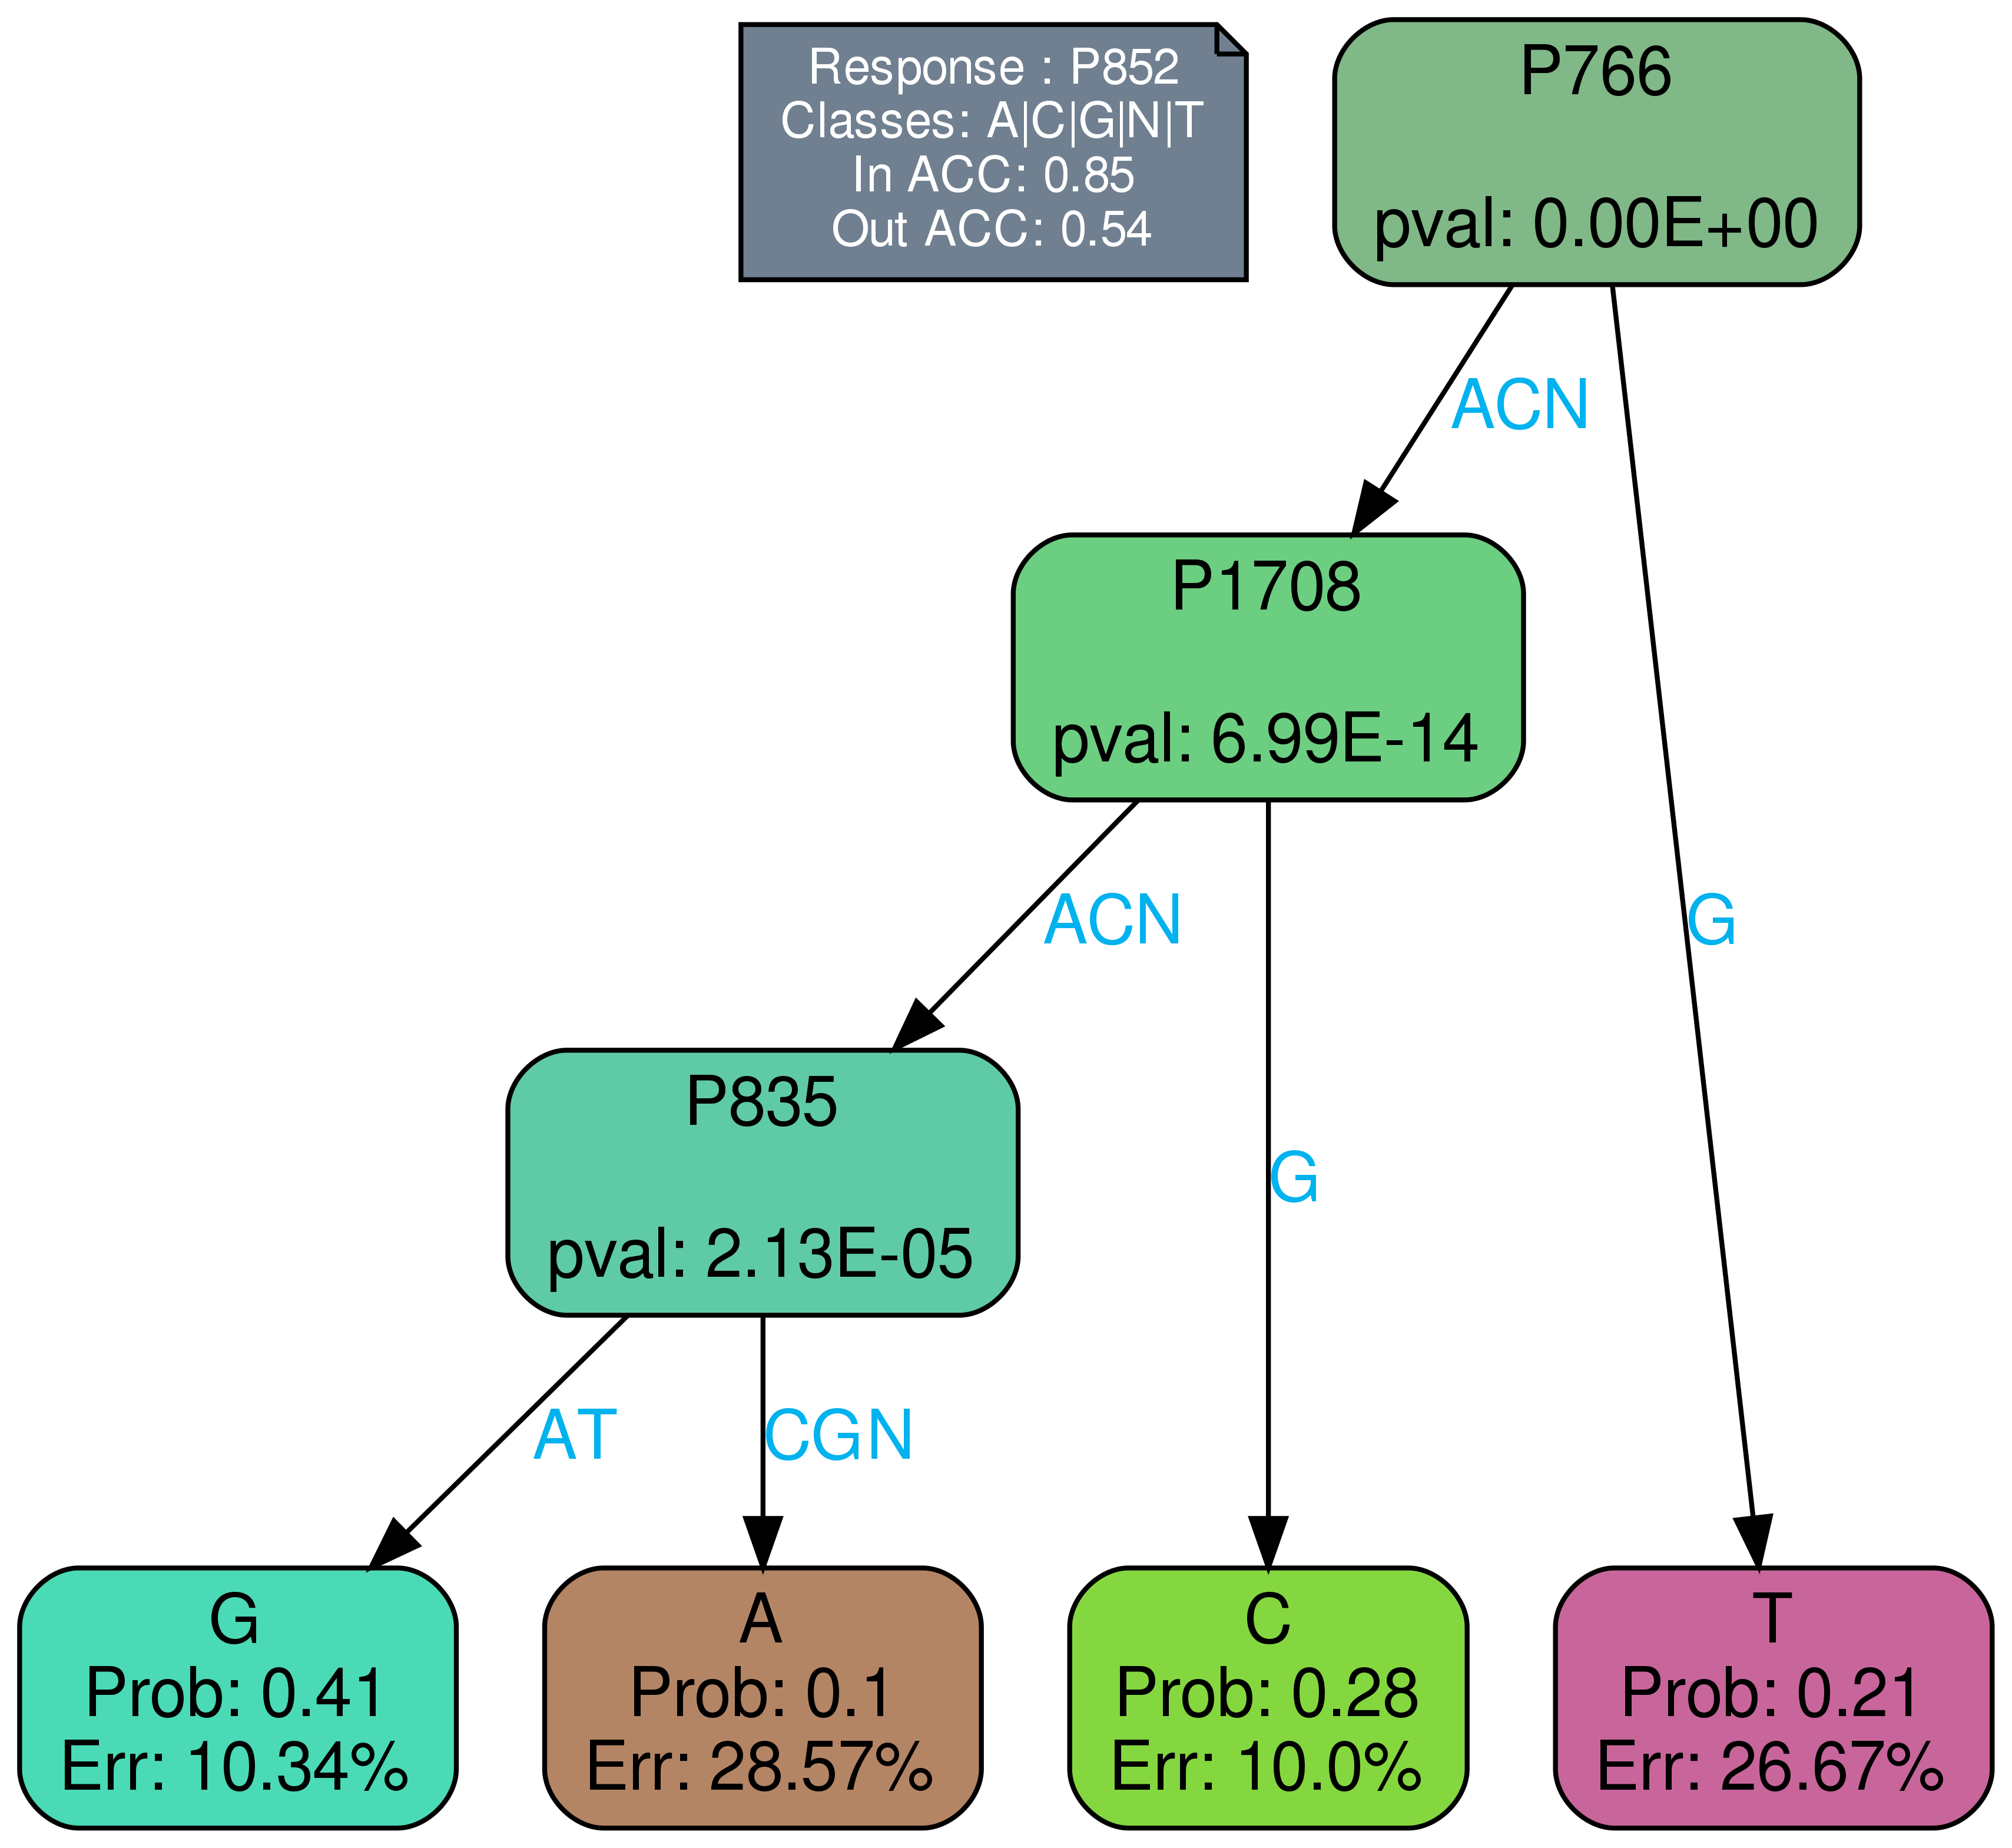 Response : P852
Classes: A|C|G|N|T
In ACC: 0.85
Out ACC: 0.54
P766
pval: 0.00E+00
ACN
P1708
pval: 6.99E-14
ACN
G
P835
pval: 2.13E-05
G
AT
CGN
G
Prob: 0.41
Err: 10.34%
A
Prob: 0.1
Err: 28.57%
C
Prob: 0.28
Err: 10.0%
T
Prob: 0.21
Err: 26.67%